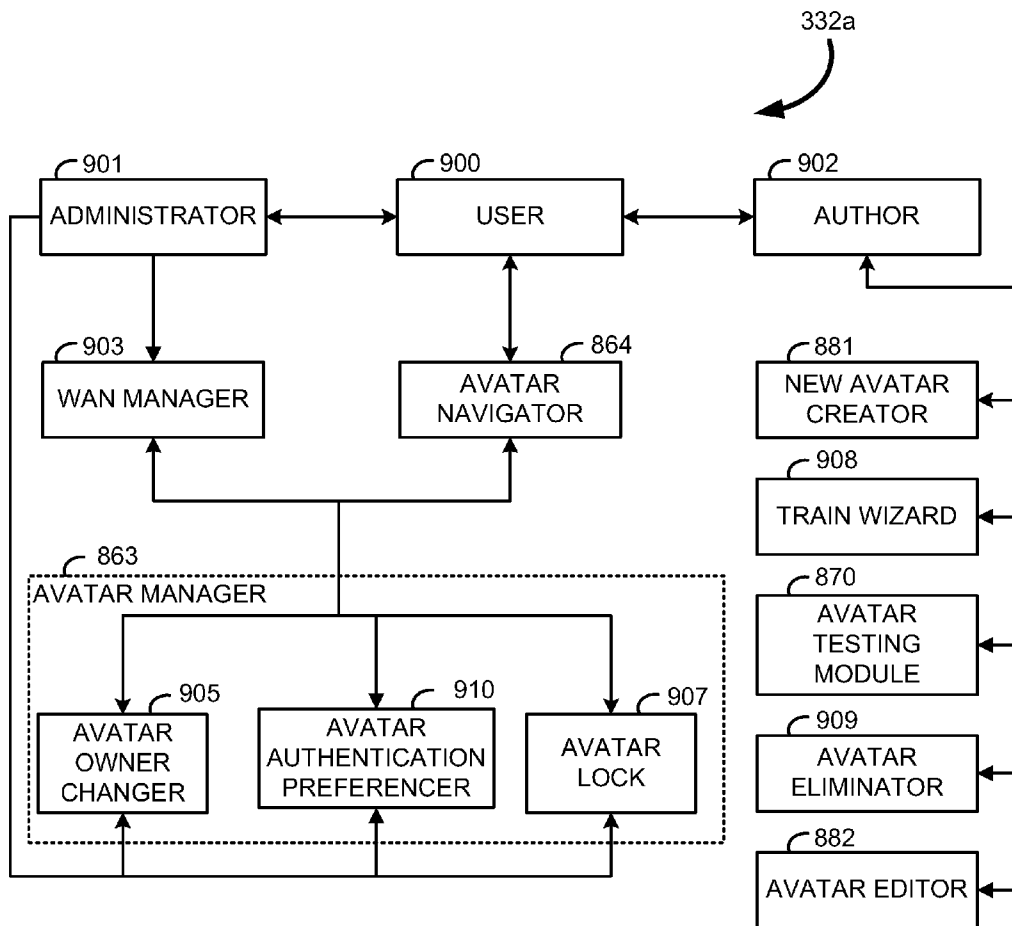 332a
901
900
902
ADMINISTRATOR
USER
AUTHOR
903
864
881
WAN MANAGER
AVATAR
NAVIGATOR
NEW AVATAR
CREATOR
908
TRAIN WIZARD
863
AVATAR MANAGER
870
AVATAR
TESTING
MODULE
905
910
907
AVATAR
OWNER
CHANGER
AVATAR
AUTHENTICATION
PREFERENCER
AVATAR
LOCK
909
AVATAR
ELIMINATOR
882
AVATAR EDITOR